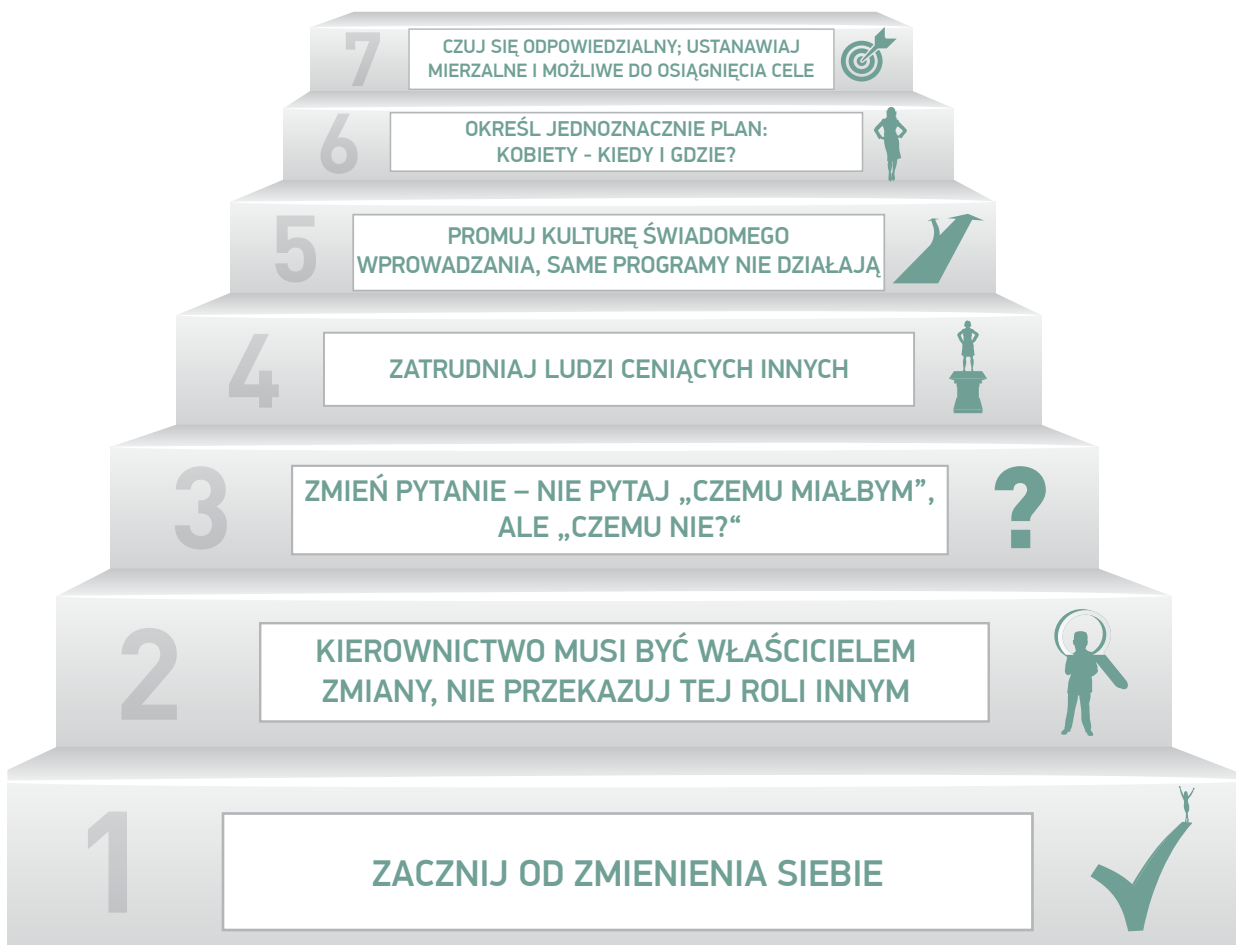 7
CZUJ SIĘ ODPOWIEDZIALNY; USTANAWIAJ
MIERZALNE I MOŻLIWE DO OSIĄGNIĘCIA CELE
6
OKREŚL JEDNOZNACZNIE PLAN:
KOBIETY - KIEDY I GDZIE?
5
PROMUJ KULTURĘ ŚWIADOMEGO
WPROWADZANIA, SAME PROGRAMY NIE DZIAŁAJĄ
4
ZATRUDNIAJ LUDZI CENIĄCYCH INNYCH
3
ZMIEŃ PYTANIE – NIE PYTAJ „CZEMU MIAŁBYM”,
ALE „CZEMU NIE?“
?
2
KIEROWNICTWO MUSI BYĆ WŁAŚCICIELEM
ZMIANY, NIE PRZEKAZUJ TEJ ROLI INNYM
1
ZACZNIJ OD ZMIENIENIA SIEBIE